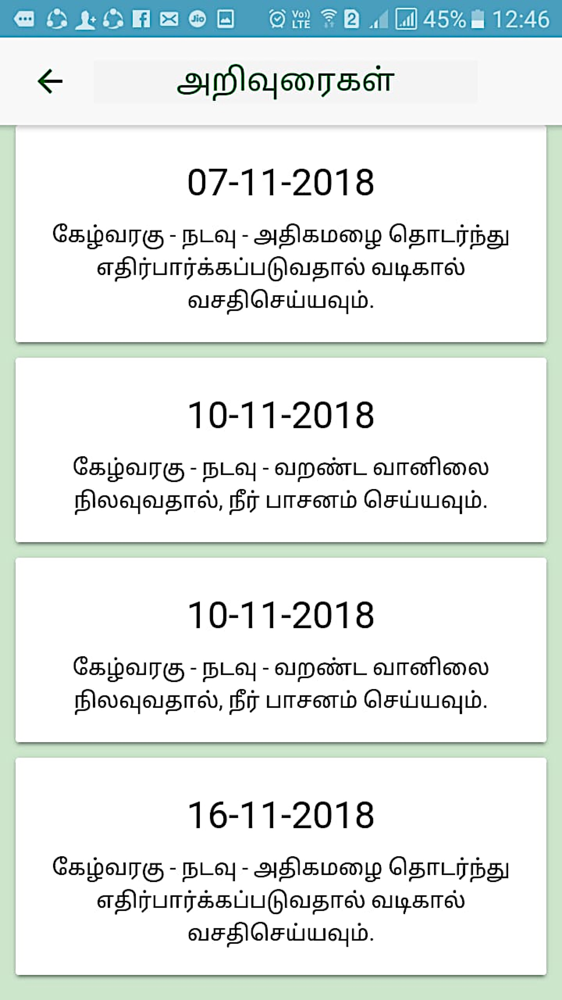 Jio Vo)) LTE 2 45% 12:46
அறிவுரைகள்
07-11-2018
கேழ்வரகு - நடவு - அதிகமழை தொடர்ந்து
எதிர்பார்க்கப்படுவதால் வடிகால்
வசதிசெய்யவும்.
10-11-2018
கேழ்வரகு - நடவு - வறண்ட வானிலை
நிலவுவதால், நீர் பாசனம் செய்யவும்.
10-11-2018
கேழ்வரகு - நடவு - வறண்ட வானிலை
நிலவுவதால், நீர் பாசனம் செய்யவும்.
16-11-2018
கேழ்வரகு - நடவு - அதிகமழை தொடர்ந்து
எதிர்பார்க்கப்படுவதால் வடிகால்
வசதிசெய்யவும்.